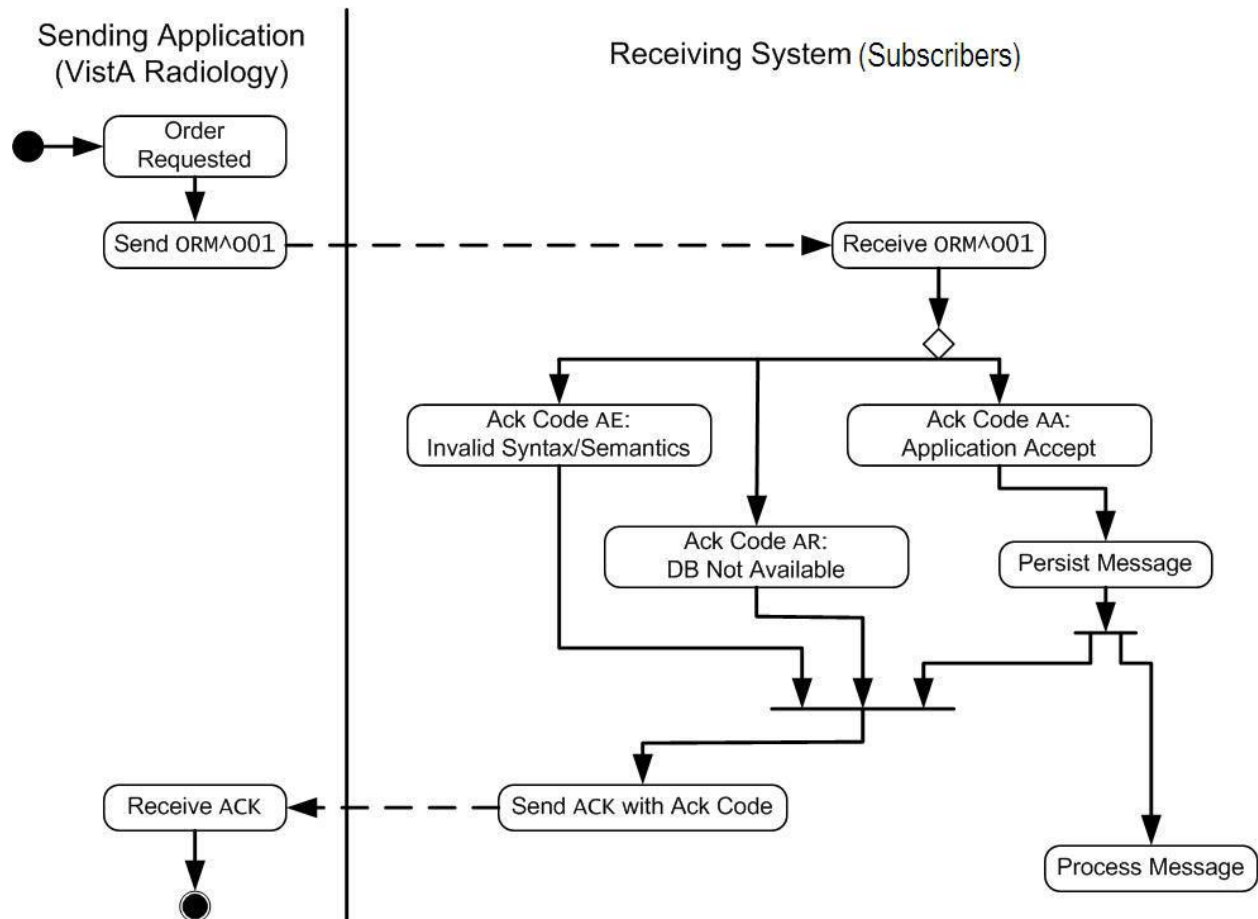 Sending Application
(VistA Radiology)
Receiving System (Subscribers)
Order
Requested
Send ORM^O01
Receive ORM^O01
Ack Code AE:
Invalid Syntax/Semantics
Ack Code AA:
Application Accept
Ack Code AR:
DB Not Available
Persist Message
Receive ACK
Send ACK with Ack Code
Process Message